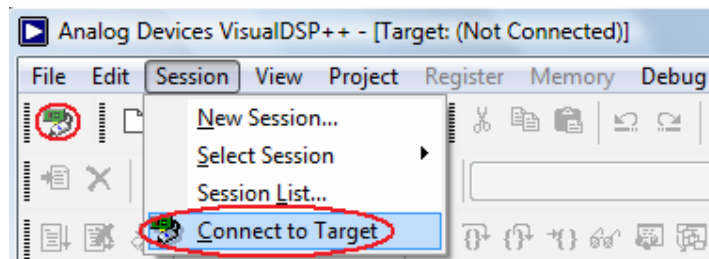 Analog Devices VisualDSP++ - [Target: (Not Connected)]
File Edit Session View Project Register Memory Debug
New Session...
Select Session
Session List...
Connect to Target